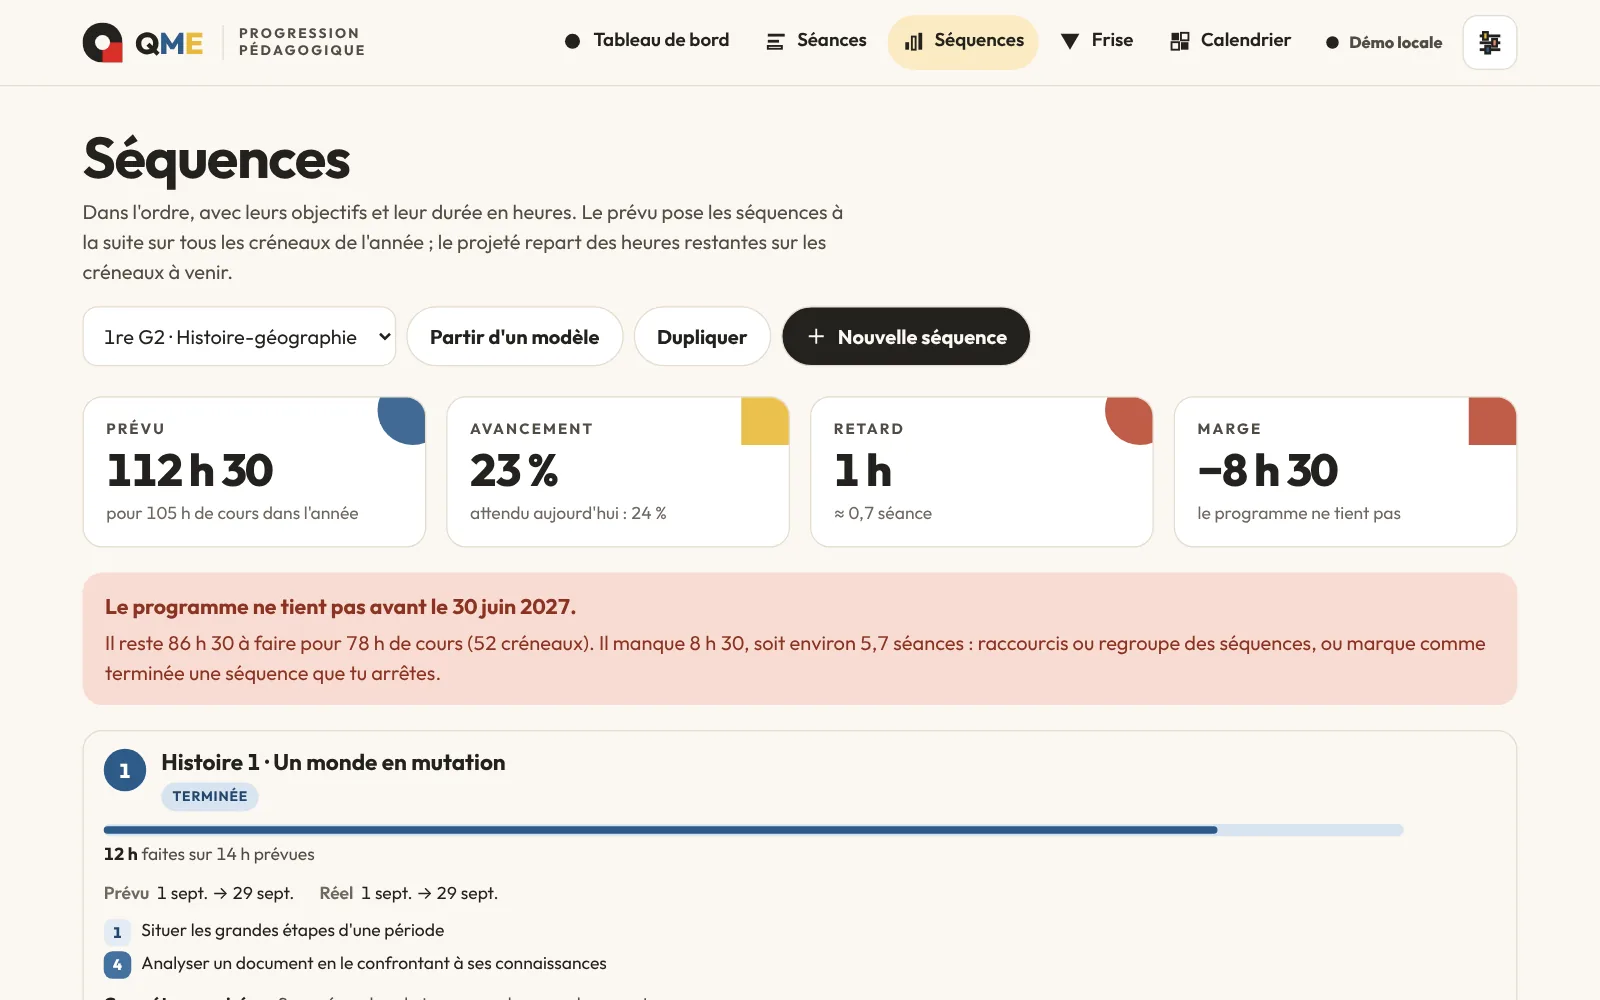 QME
PROGRESSION
PÉDAGOGIQUE
Tableau de bord
Séances
Séquences
Frise
Calendrier
Démo locale
Séquences
Dans l'ordre, avec leurs objectifs et leur durée en heures. Le prévu pose les séquences à
la suite sur tous les créneaux de l'année ; le projeté repart des heures restantes sur les
créneaux à venir.
1re G2 · Histoire-géographie
Partir d'un modèle
Dupliquer
+ Nouvelle séquence
PRÉVU
112 h 30
pour 105 h de cours dans l'année
AVANCEMENT
23 %
attendu aujourd'hui : 24 %
RETARD
1 h
≈ 0,7 séance
MARGE
−8 h 30
le programme ne tient pas
Le programme ne tient pas avant le 30 juin 2027.
Il reste 86 h 30 à faire pour 78 h de cours (52 créneaux). Il manque 8 h 30, soit environ 5,7 séances : raccourcis ou regroupe des séquences, ou marque comme
terminée une séquence que tu arrêtes.
1 Histoire 1 · Un monde en mutation
TERMINÉE
12 h faites sur 14 h prévues
Prévu 1 sept. → 29 sept. Réel 1 sept. → 29 sept.
1 Situer les grandes étapes d'une période
4 Analyser un document en le confrontant à ses connaissances